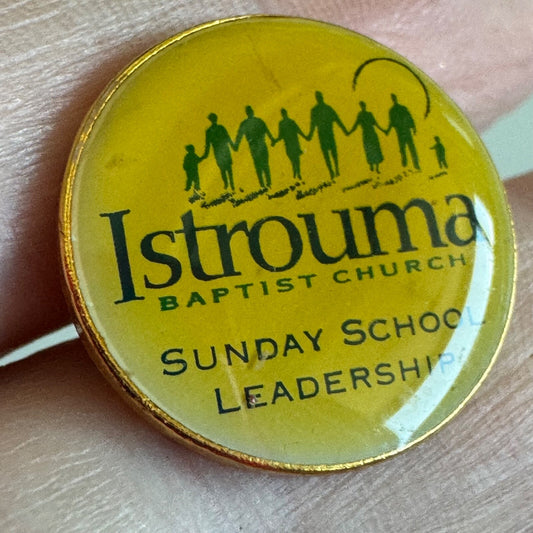 Istrouma
BAPTIST CHURCH
SUNDAY SCHOOL
LEADERSHIP